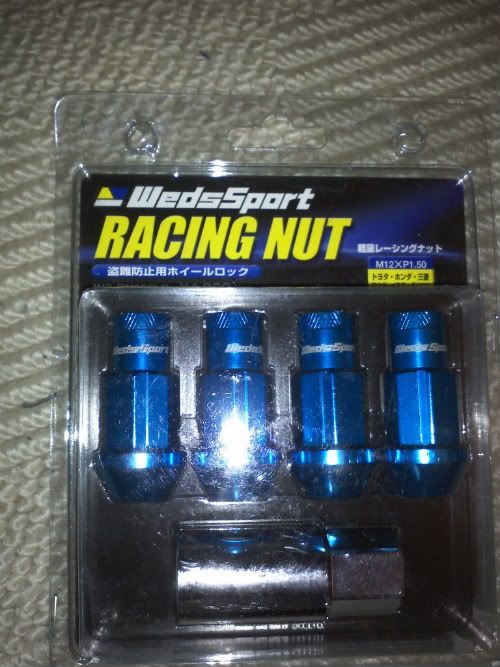 WedsSport
RACING NUT
軽量レーシングナット
盗難防止用ホイールロック
M12×P1.50
トヨタ・ホンダ・三菱
WedsSport
WedsSport
WedsSpor
WedsSpor